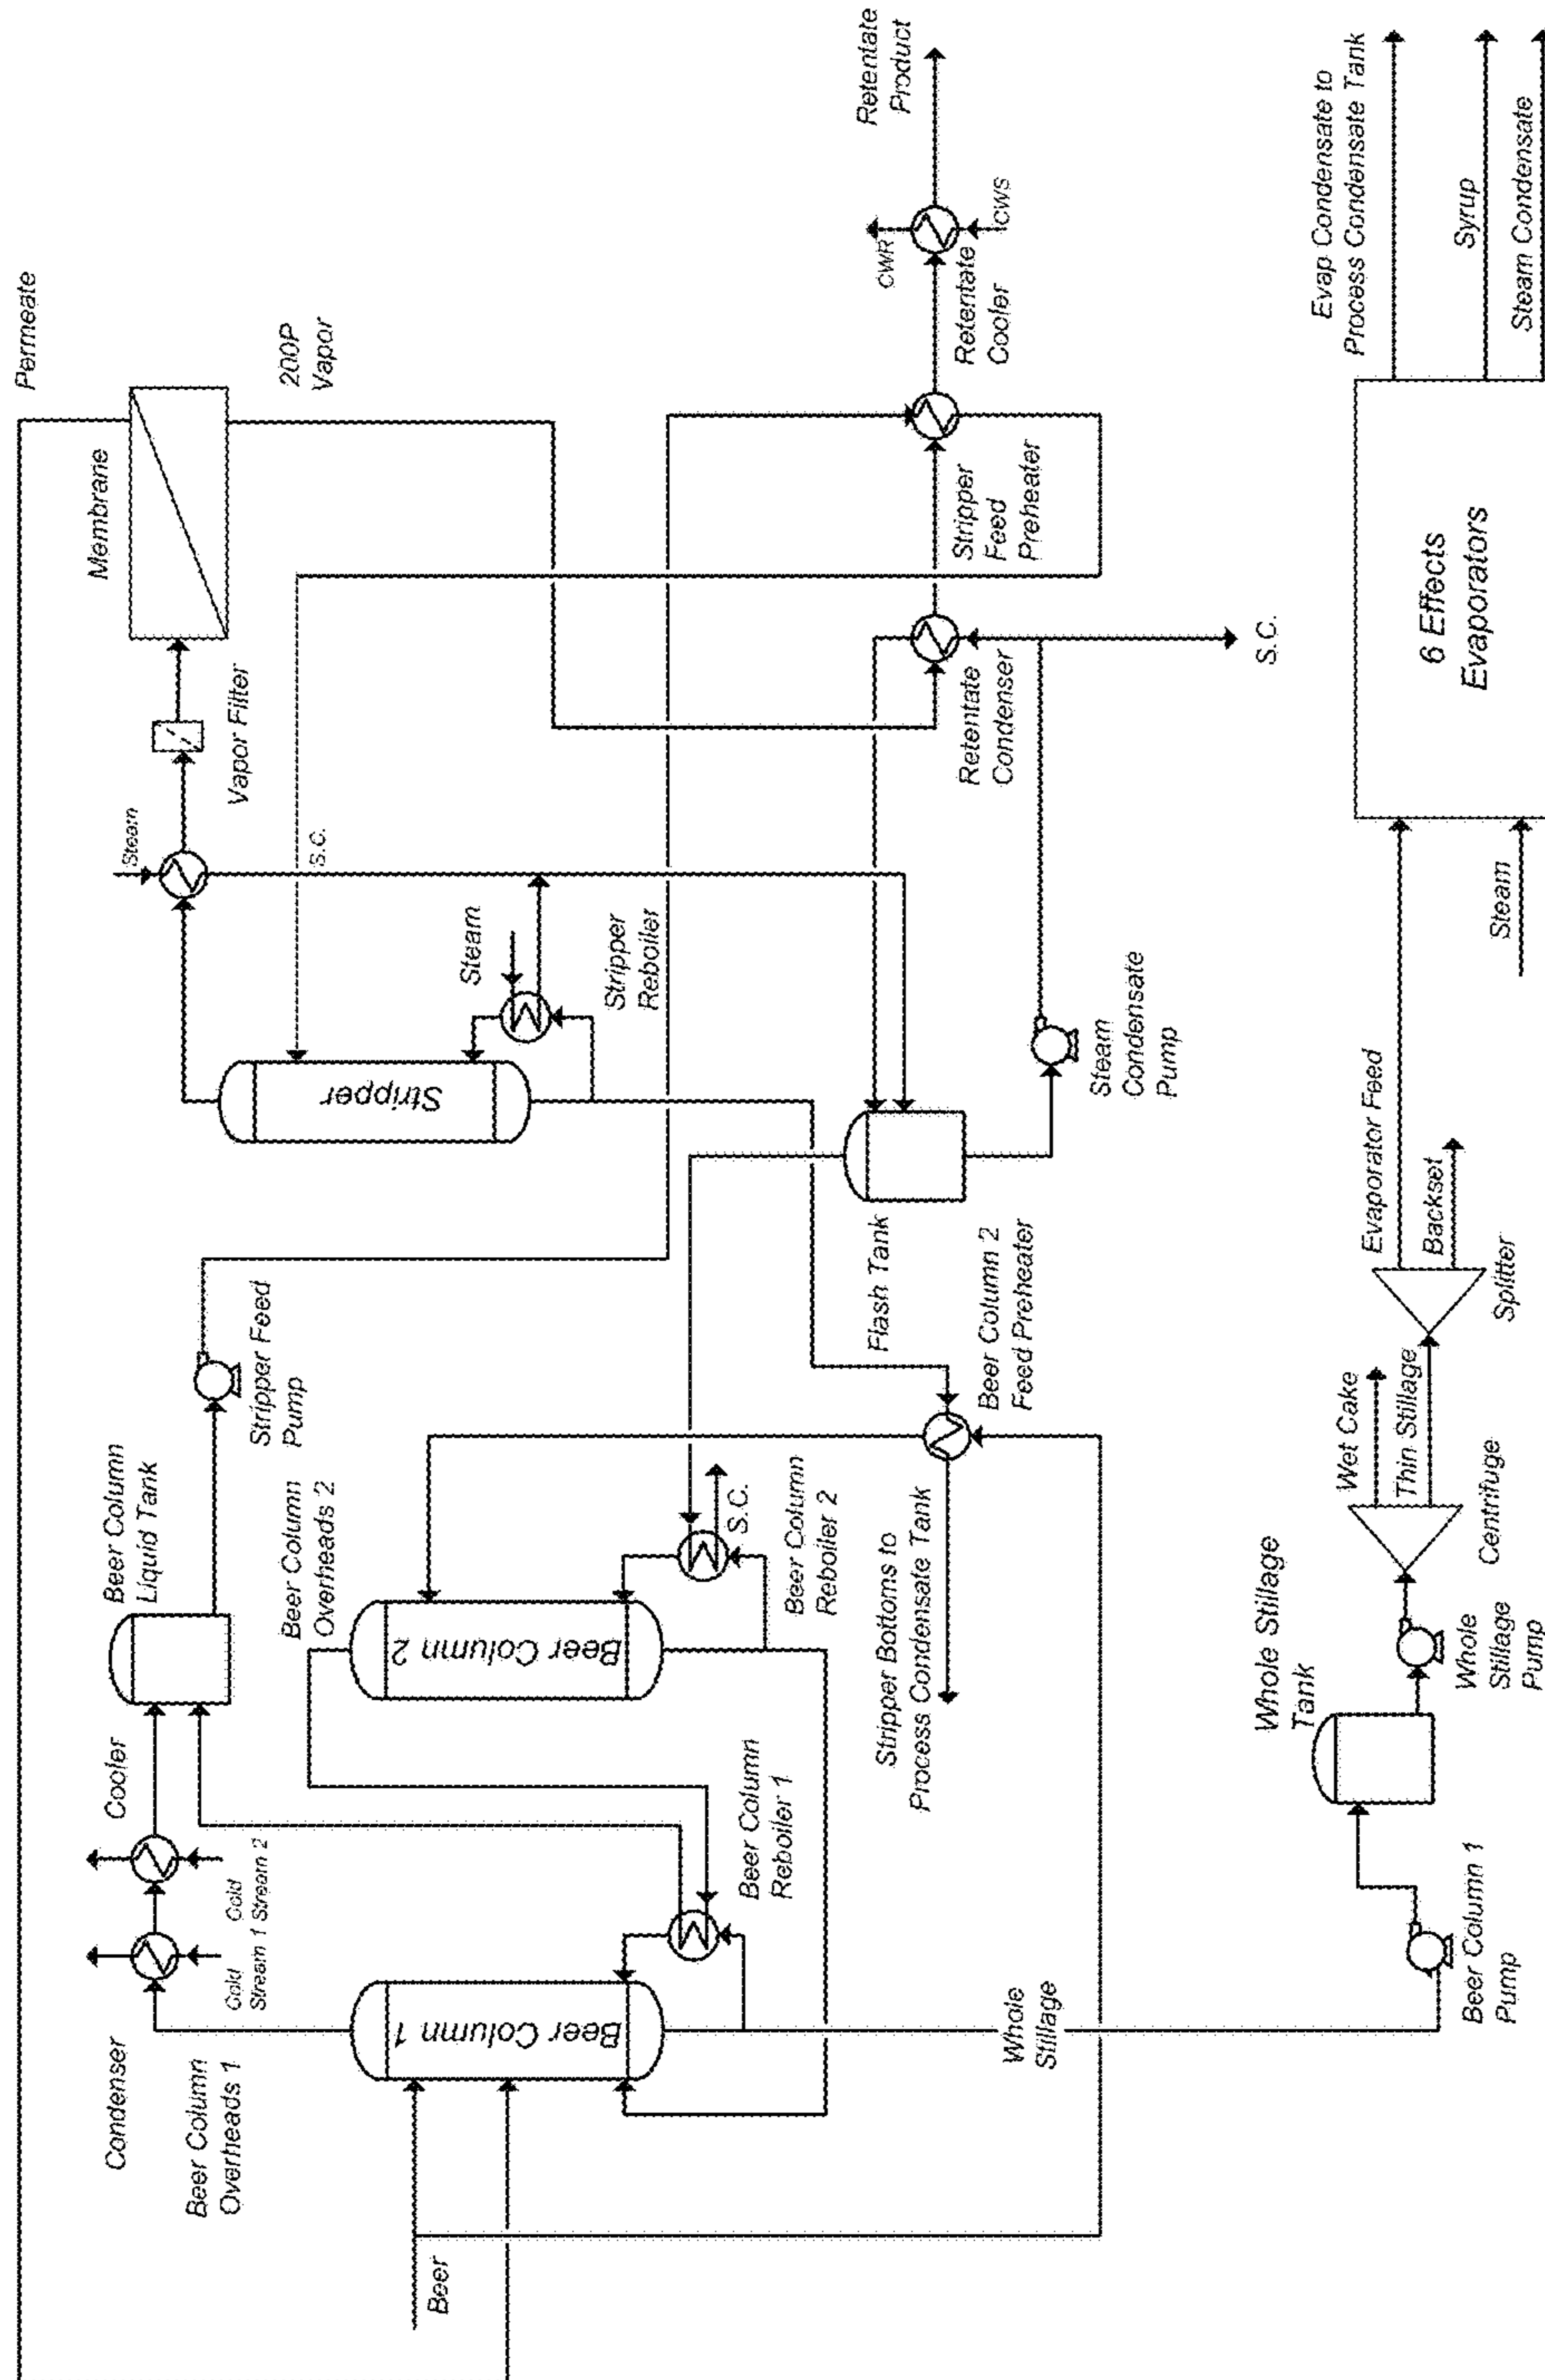 Permeate
Membrane
200P
Vapor
Vapor Filter
Steam
S.C.
Steam
Stripper
Reboiler
Stripper
Stripper Feed
Pump
Beer Column
Liquid Tank
Cooler
Cold
Stream 2
Cold
Stream 1
Condenser
Beer Column
Overheads 1
Beer Column
Overheads 2
Beer Column 1
Beer Column 2
Beer Column
Reboiler 1
Beer Column
Reboiler 2
S.C.
Beer
Whole
Stillage
Stripper Bottoms to
Process Condensate Tank
Beer Column 2
Feed Preheater
Flash Tank
Steam
Condensate
Pump
Retentate
Condenser
S.C.
Stripper
Feed
Preheater
Retentate
Cooler
CWR
CWS
Retentate
Product
Beer Column 1
Pump
Whole Stillage
Tank
Whole
Stillage
Pump
Centrifuge
Wet Cake
Thin Stillage
Splitter
Backset
Evaporator Feed
Steam
6 Effects
Evaporators
Evap Condensate to
Process Condensate Tank
Syrup
Steam Condensate